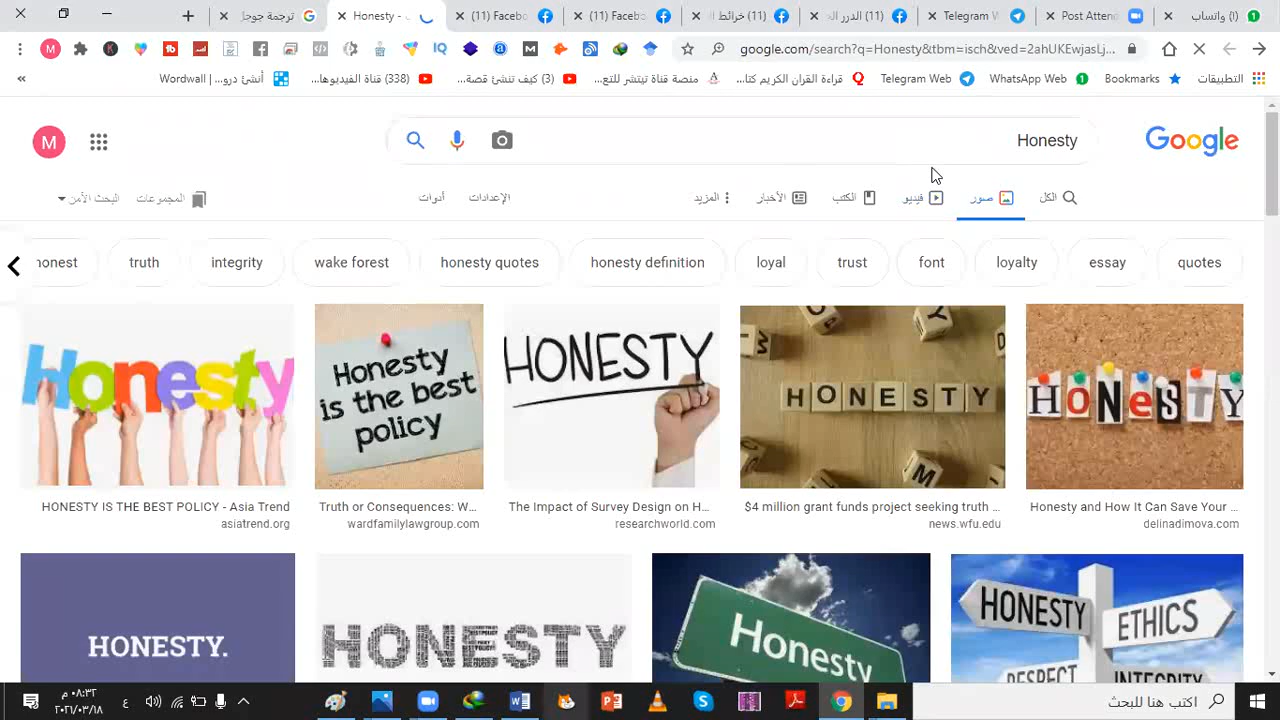 Honesty - G
(11) Facebo
(11) Facebo
(11) خرائط ال
(11) الدرر الد
Telegram W
Post Atten
(1) واتساب
ترجمة جوجل
google.com/search?q=Honesty&tbm=isch&ved=2ahUKEwjasLj...
التطبيقات
Bookmarks
WhatsApp Web
Telegram Web
قراءة القران الكريم كتا...
منصة قناة تيتشر للتع...
(3) كيف تنشئ قصة...
(338) قناة الفيديوها...
Wordwall | أنشئ درو...
M
Honesty
Google
الكل
صور
فيديو
الكتب
الأخبار
المزيد
الإعدادات
أدوات
المجموعات
البحث الآمن
honest
truth
integrity
wake forest
honesty quotes
honesty definition
loyal
trust
font
loyalty
essay
quotes
Honesty
Honesty
is the best
policy
HONESTY
HONESTY
HONESTY
HONESTY IS THE BEST POLICY - Asia Trend
asiatrend.org
Truth or Consequences: W...
wardfamilylawgroup.com
The Impact of Survey Design on H...
researchworld.com
$4 million grant funds project seeking truth ...
news.wfu.edu
Honesty and How It Can Save Your ...
delinadimova.com
HONESTY.
HONESTY
Honesty
HONESTY
ETHICS
RESPECT
INTEGRITY
اكتب هنا للبحث
٠٨:٣٢ م
٢٠٢١/٠٣/١٨
ع